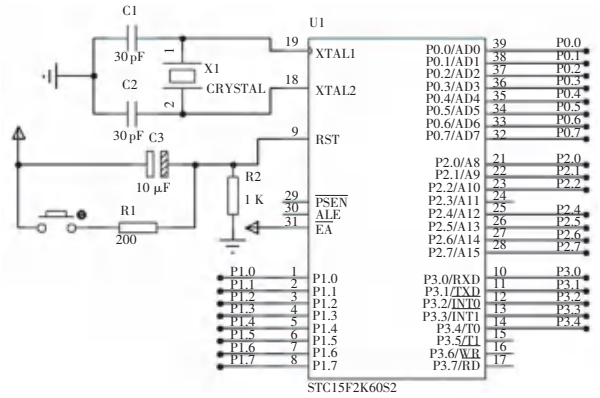 C1
30 pF
1
X1
CRYSTAL
2
C2
30 pF
C3
10 μF
R1
200
R2
1 K
U1
19 XTAL1
18 XTAL2
9 RST
29 PSEN
30 ALE
31 EA
P1.0 1 P1.0
P1.1 2 P1.1
P1.2 3 P1.2
P1.3 4 P1.3
P1.4 5 P1.4
P1.5 6 P1.5
P1.6 7 P1.6
P1.7 8 P1.7
P0.0/AD0 39 P0.0
P0.1/AD1 38 P0.1
P0.2/AD2 37 P0.2
P0.3/AD3 36 P0.3
P0.4/AD4 35 P0.4
P0.5/AD5 34 P0.5
P0.6/AD6 33 P0.6
P0.7/AD7 32 P0.7
P2.0/A8 21 P2.0
P2.1/A9 22 P2.1
P2.2/A10 23 P2.2
P2.3/A11 24
P2.4/A12 25 P2.4
P2.5/A13 26 P2.5
P2.6/A14 27 P2.6
P2.7/A15 28 P2.7
P3.0/RXD 10 P3.0
P3.1/TXD 11 P3.1
P3.2/INT0 12 P3.2
P3.3/INT1 13 P3.3
P3.4/T0 14 P3.4
P3.5/T1 15
P3.6/WR 16
P3.7/RD 17
STC15F2K60S2